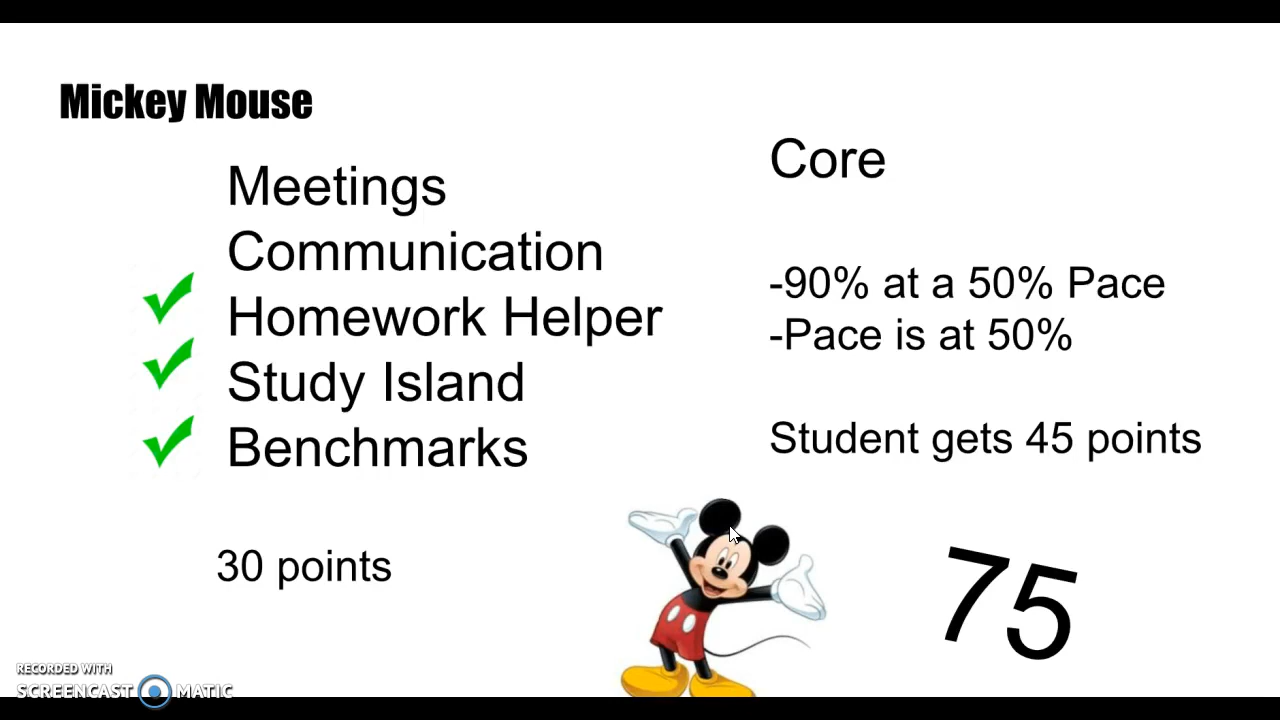 Mickey Mouse
Meetings
Communication
Homework Helper
Study Island
Benchmarks
30 points
Core
-90% at a 50% Pace
-Pace is at 50%
Student gets 45 points
75
RECORDED WITH
SCREENCAST MATIC